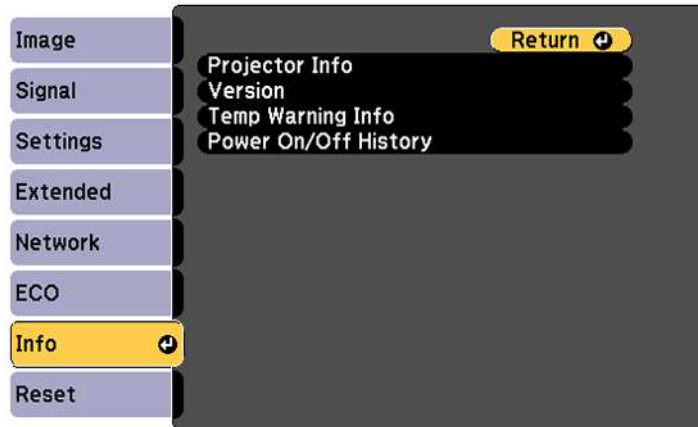 Image
Signal
Settings
Extended
Network
ECO
Info
Reset
Return
Projector Info
Version
Temp Warning Info
Power On/Off History